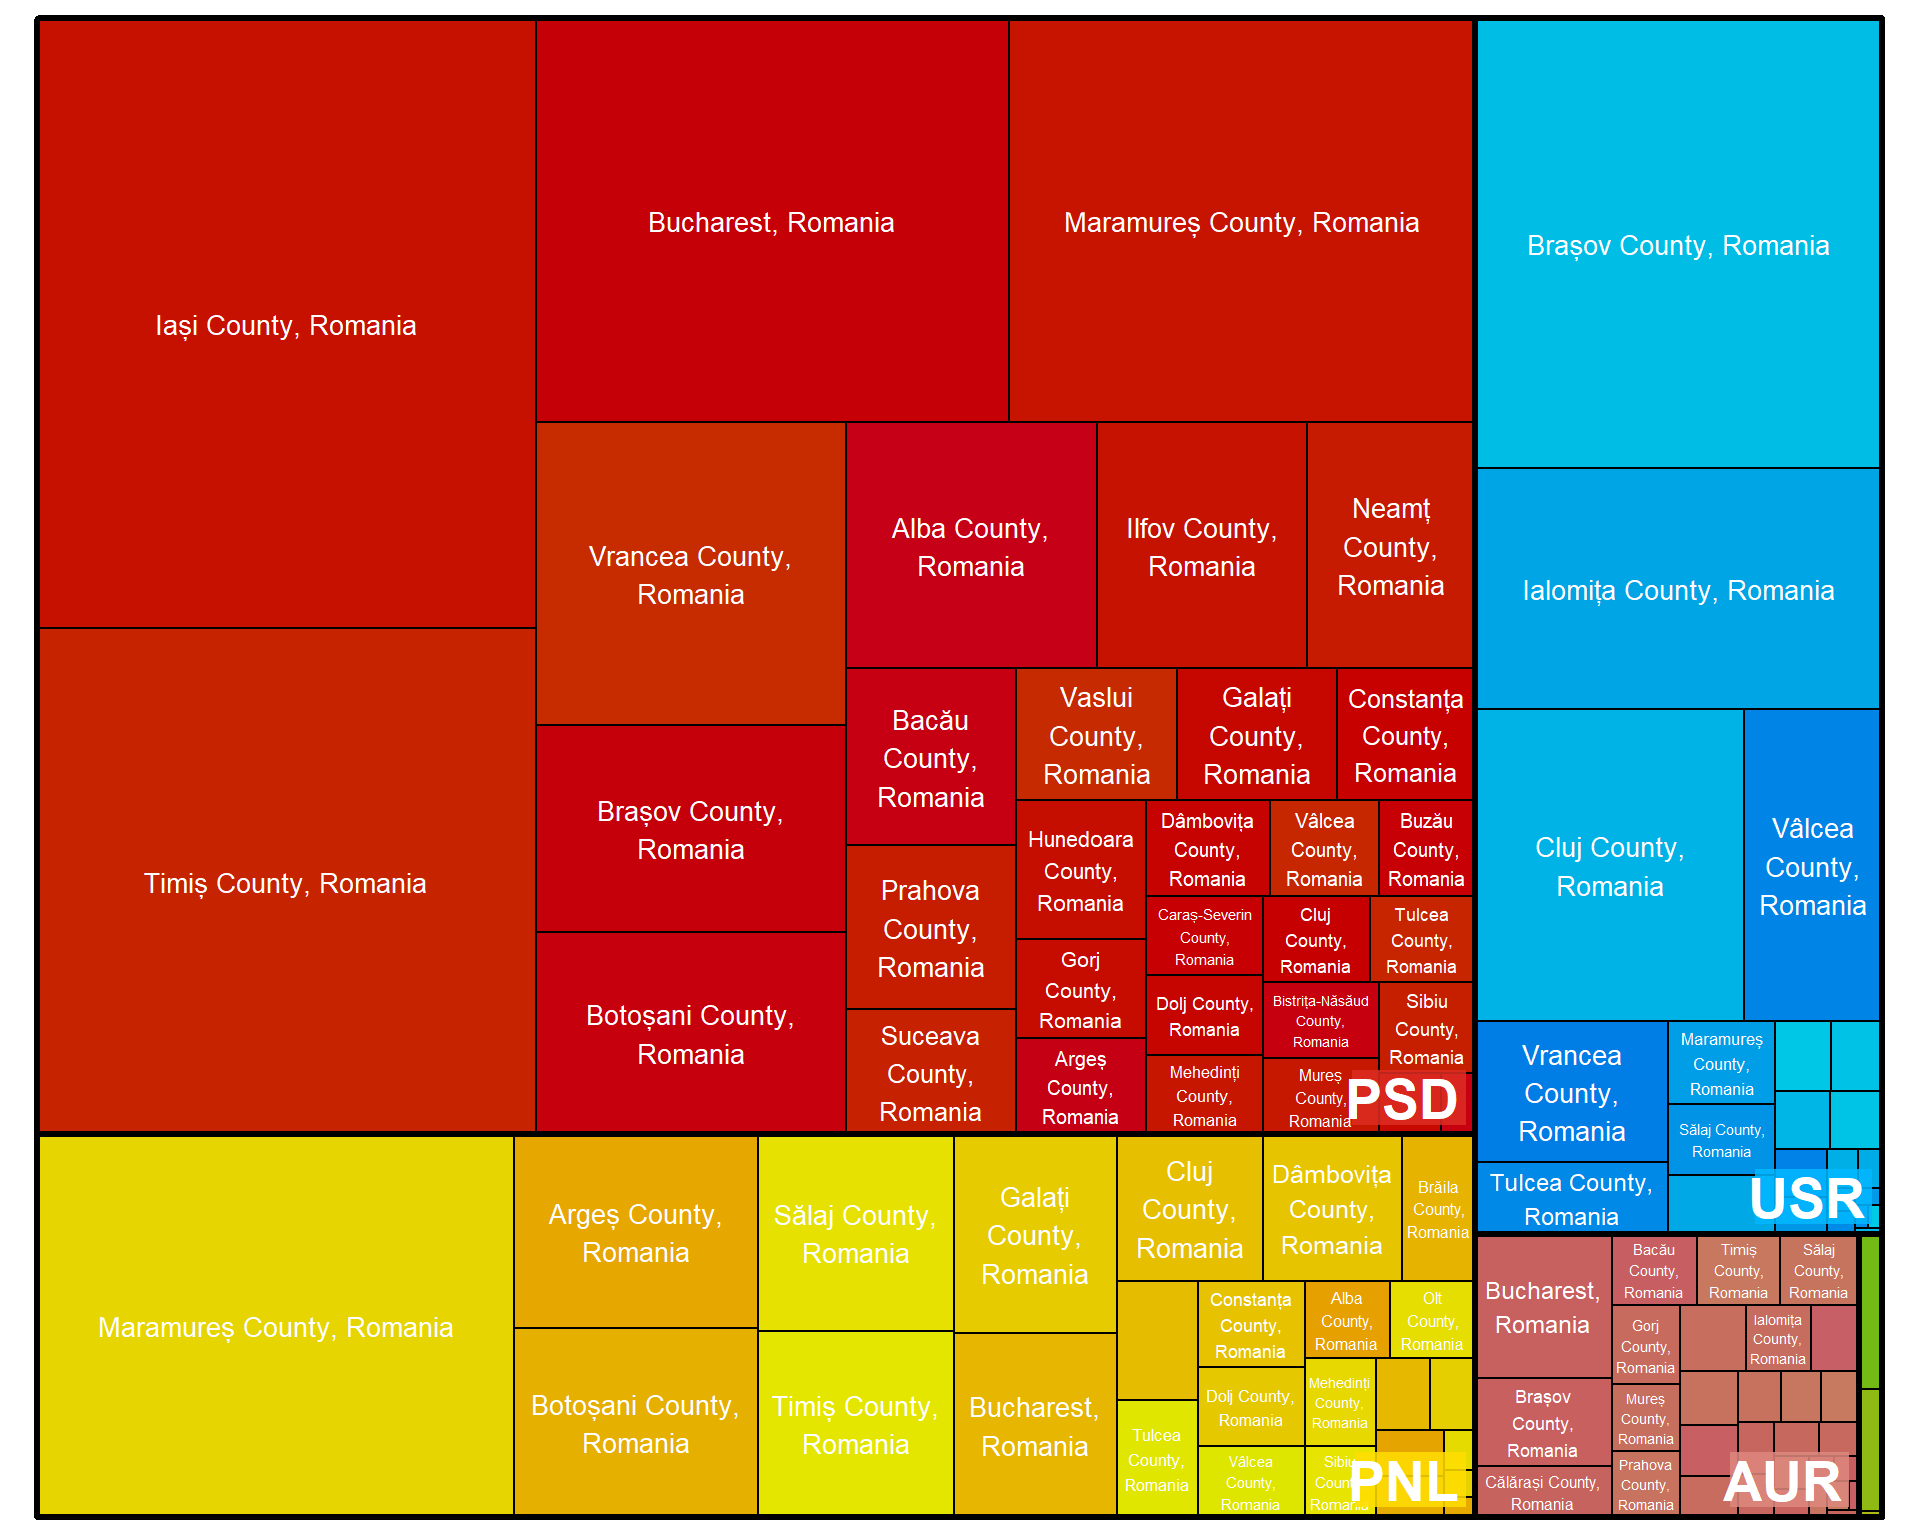 Iași County, Romania
Bucharest, Romania
Maramureș County, Romania
Timiș County, Romania
Vrancea County,
Romania
Alba County,
Romania
Ilfov County,
Romania
Neamț
County,
Romania
Brașov County,
Romania
Botoșani County,
Romania
Bacău
County,
Romania
Prahova
County,
Romania
Suceava
County,
Romania
Vaslui
County,
Romania
Galați
County,
Romania
Constanța
County,
Romania
Hunedoara
County,
Romania
Gorj
County,
Romania
Argeș
County,
Romania
Dâmbovița
County,
Romania
Vâlcea
County,
Romania
Buzău
County,
Romania
Caraș-Severin
County,
Romania
Cluj
County,
Romania
Tulcea
County,
Romania
Dolj County,
Romania
Bistrița-Năsăud
County,
Romania
Sibiu
County,
Romania
Mehedinți
County,
Romania
Mureș
County,
Romania
PSD
Brașov County, Romania
Ialomița County, Romania
Cluj County,
Romania
Vâlcea
County,
Romania
Vrancea
County,
Romania
Maramureș
County,
Romania
Sălaj County,
Romania
Tulcea County,
Romania
USR
Maramureș County, Romania
Argeș County,
Romania
Botoșani County,
Romania
Sălaj County,
Romania
Timiș County,
Romania
Galați
County,
Romania
Bucharest,
Romania
Cluj
County,
Romania
Dâmbovița
County,
Romania
Brăila
County,
Romania
Constanța
County,
Romania
Alba
County,
Romania
Olt
County,
Romania
Tulcea
County,
Romania
Dolj County,
Romania
Mehedinți
County,
Romania
Vâlcea
County,
Romania
Sibiu
County,
Romania
PNL
Bucharest,
Romania
Bacău
County,
Romania
Timiș
County,
Romania
Sălaj
County,
Romania
Gorj
County,
Romania
Ialomița
County,
Romania
Brașov
County,
Romania
Mureș
County,
Romania
Călărași County,
Romania
Prahova
County,
Romania
AUR